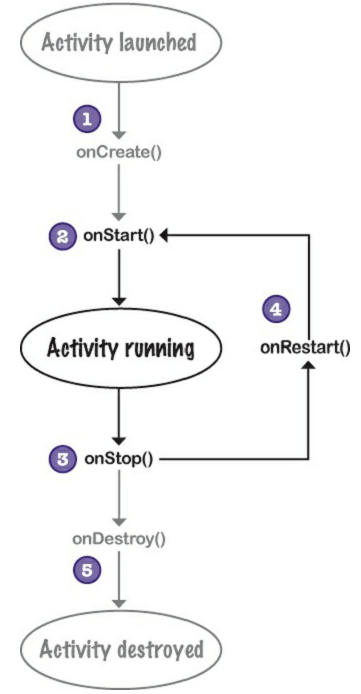 Activity launched
1
onCreate()
2 onStart()
4
Activity running
onRestart()
3 onStop()
onDestroy()
5
Activity destroyed